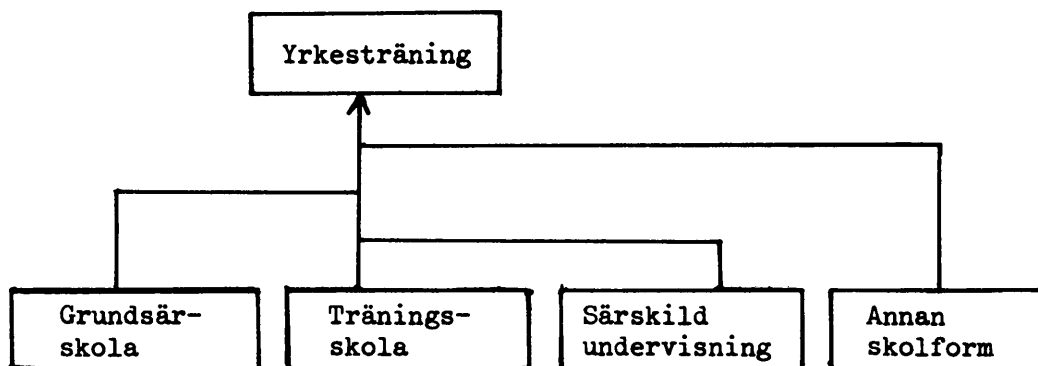 Yrkesträning
Grundsär-
skola
Tränings-
skola
Särskild
undervisning
Annan
skolform